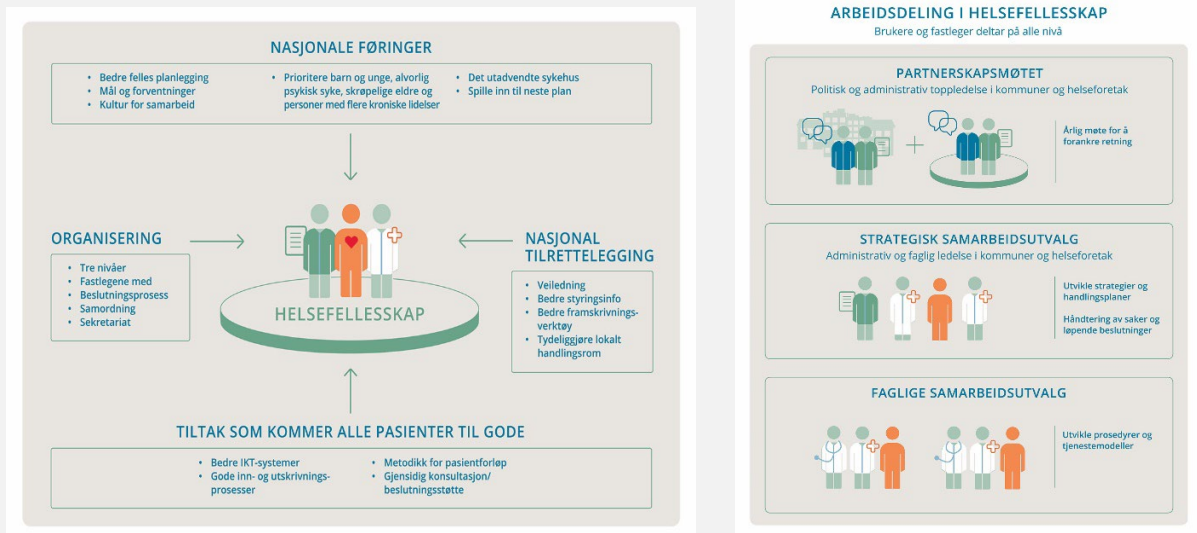 NASJONALE FØRINGER
• Bedre felles planlegging
• Mål og forventninger
• Kultur for samarbeid
• Prioritere barn og unge, alvorlig
psykisk syke, skrøpelige eldre og
personer med flere kroniske lidelser
• Det utadvendte sykehus
• Spille inn til neste plan
ORGANISERING
• Tre nivåer
• Fastlegene med
• Beslutningsprosess
• Samordning
• Sekretariat
HELSEFELLESSKAP
NASJONAL
TILRETTELEGGING
• Veiledning
• Bedre styringsinfo
• Bedre framskrivnings-
verktøy
• Tydeliggjøre lokalt
handlingsrom
TILTAK SOM KOMMER ALLE PASIENTER TIL GODE
• Bedre IKT-systemer
• Gode inn- og utskrivnings-
prosesser
• Metodikk for pasientforløp
• Gjensidig konsultasjon/
beslutningsstøtte
ARBEIDSDELING I HELSEFELLESSKAP
Brukere og fastleger deltar på alle nivå
PARTNERSKAPSMØTET
Politisk og administrativ toppledelse i kommuner og helseforetak
Årlig møte for å
forankre retning
STRATEGISK SAMARBEIDSUTVALG
Administrativ og faglig ledelse i kommuner og helseforetak
Utvikle strategier og
handlingsplaner
Håndtering av saker og
løpende beslutninger
FAGLIGE SAMARBEIDSUTVALG
Utvikle prosedyrer og
tjenestemodeller